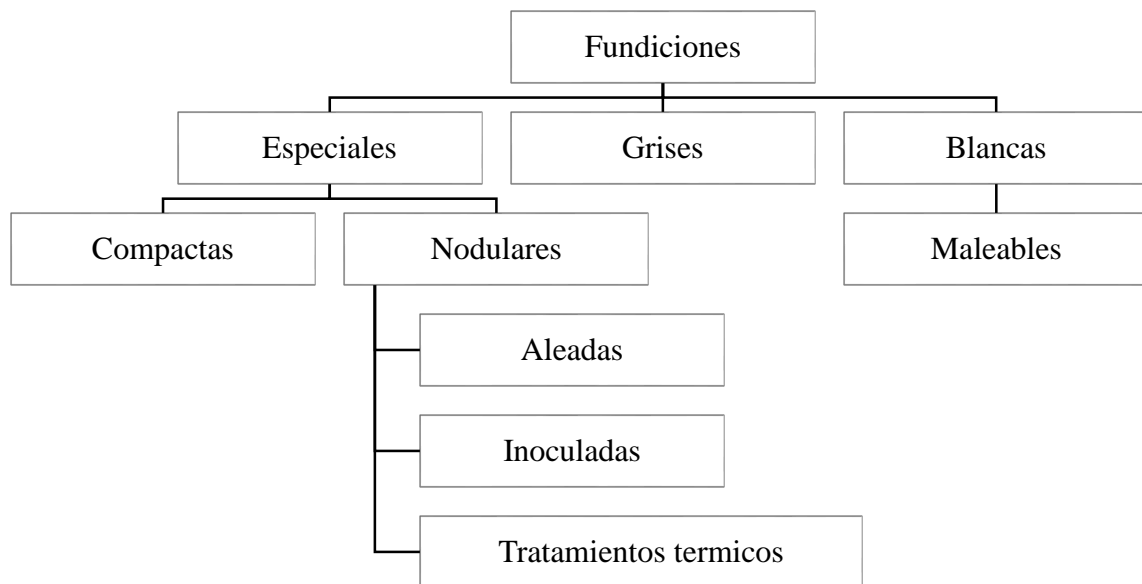 Fundiciones
Especiales
Grises
Blancas
Compactas
Nodulares
Maleables
Aleadas
Inoculadas
Tratamientos termicos